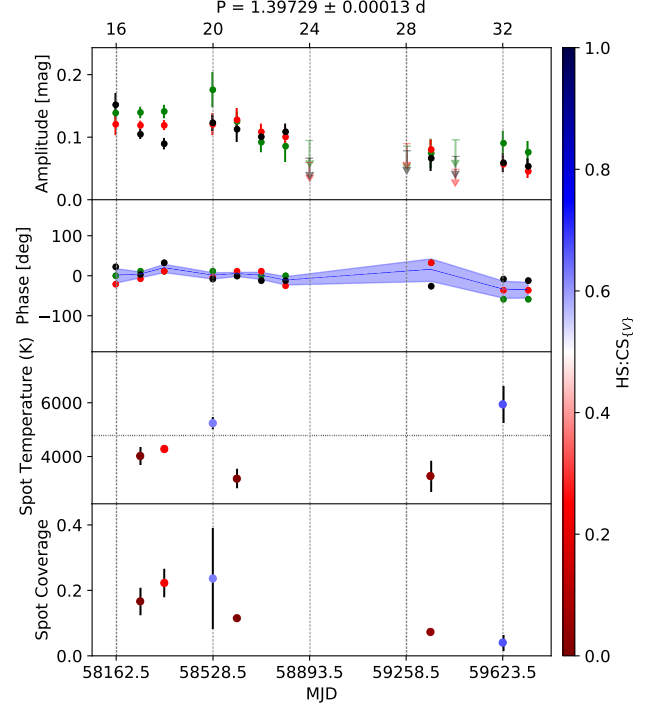 P = 1.39729 ± 0.00013 d
16 20 24 28 32
Amplitude [mag]
0.2
0.1
0.0
Phase [deg]
100
0
−100
Spot Temperature (K)
6000
4000
Spot Coverage
0.4
0.2
0.0
58162.5 58528.5 58893.5 59258.5 59623.5
MJD
1.0
0.8
0.6
0.4
0.2
0.0
HS:CS{V}